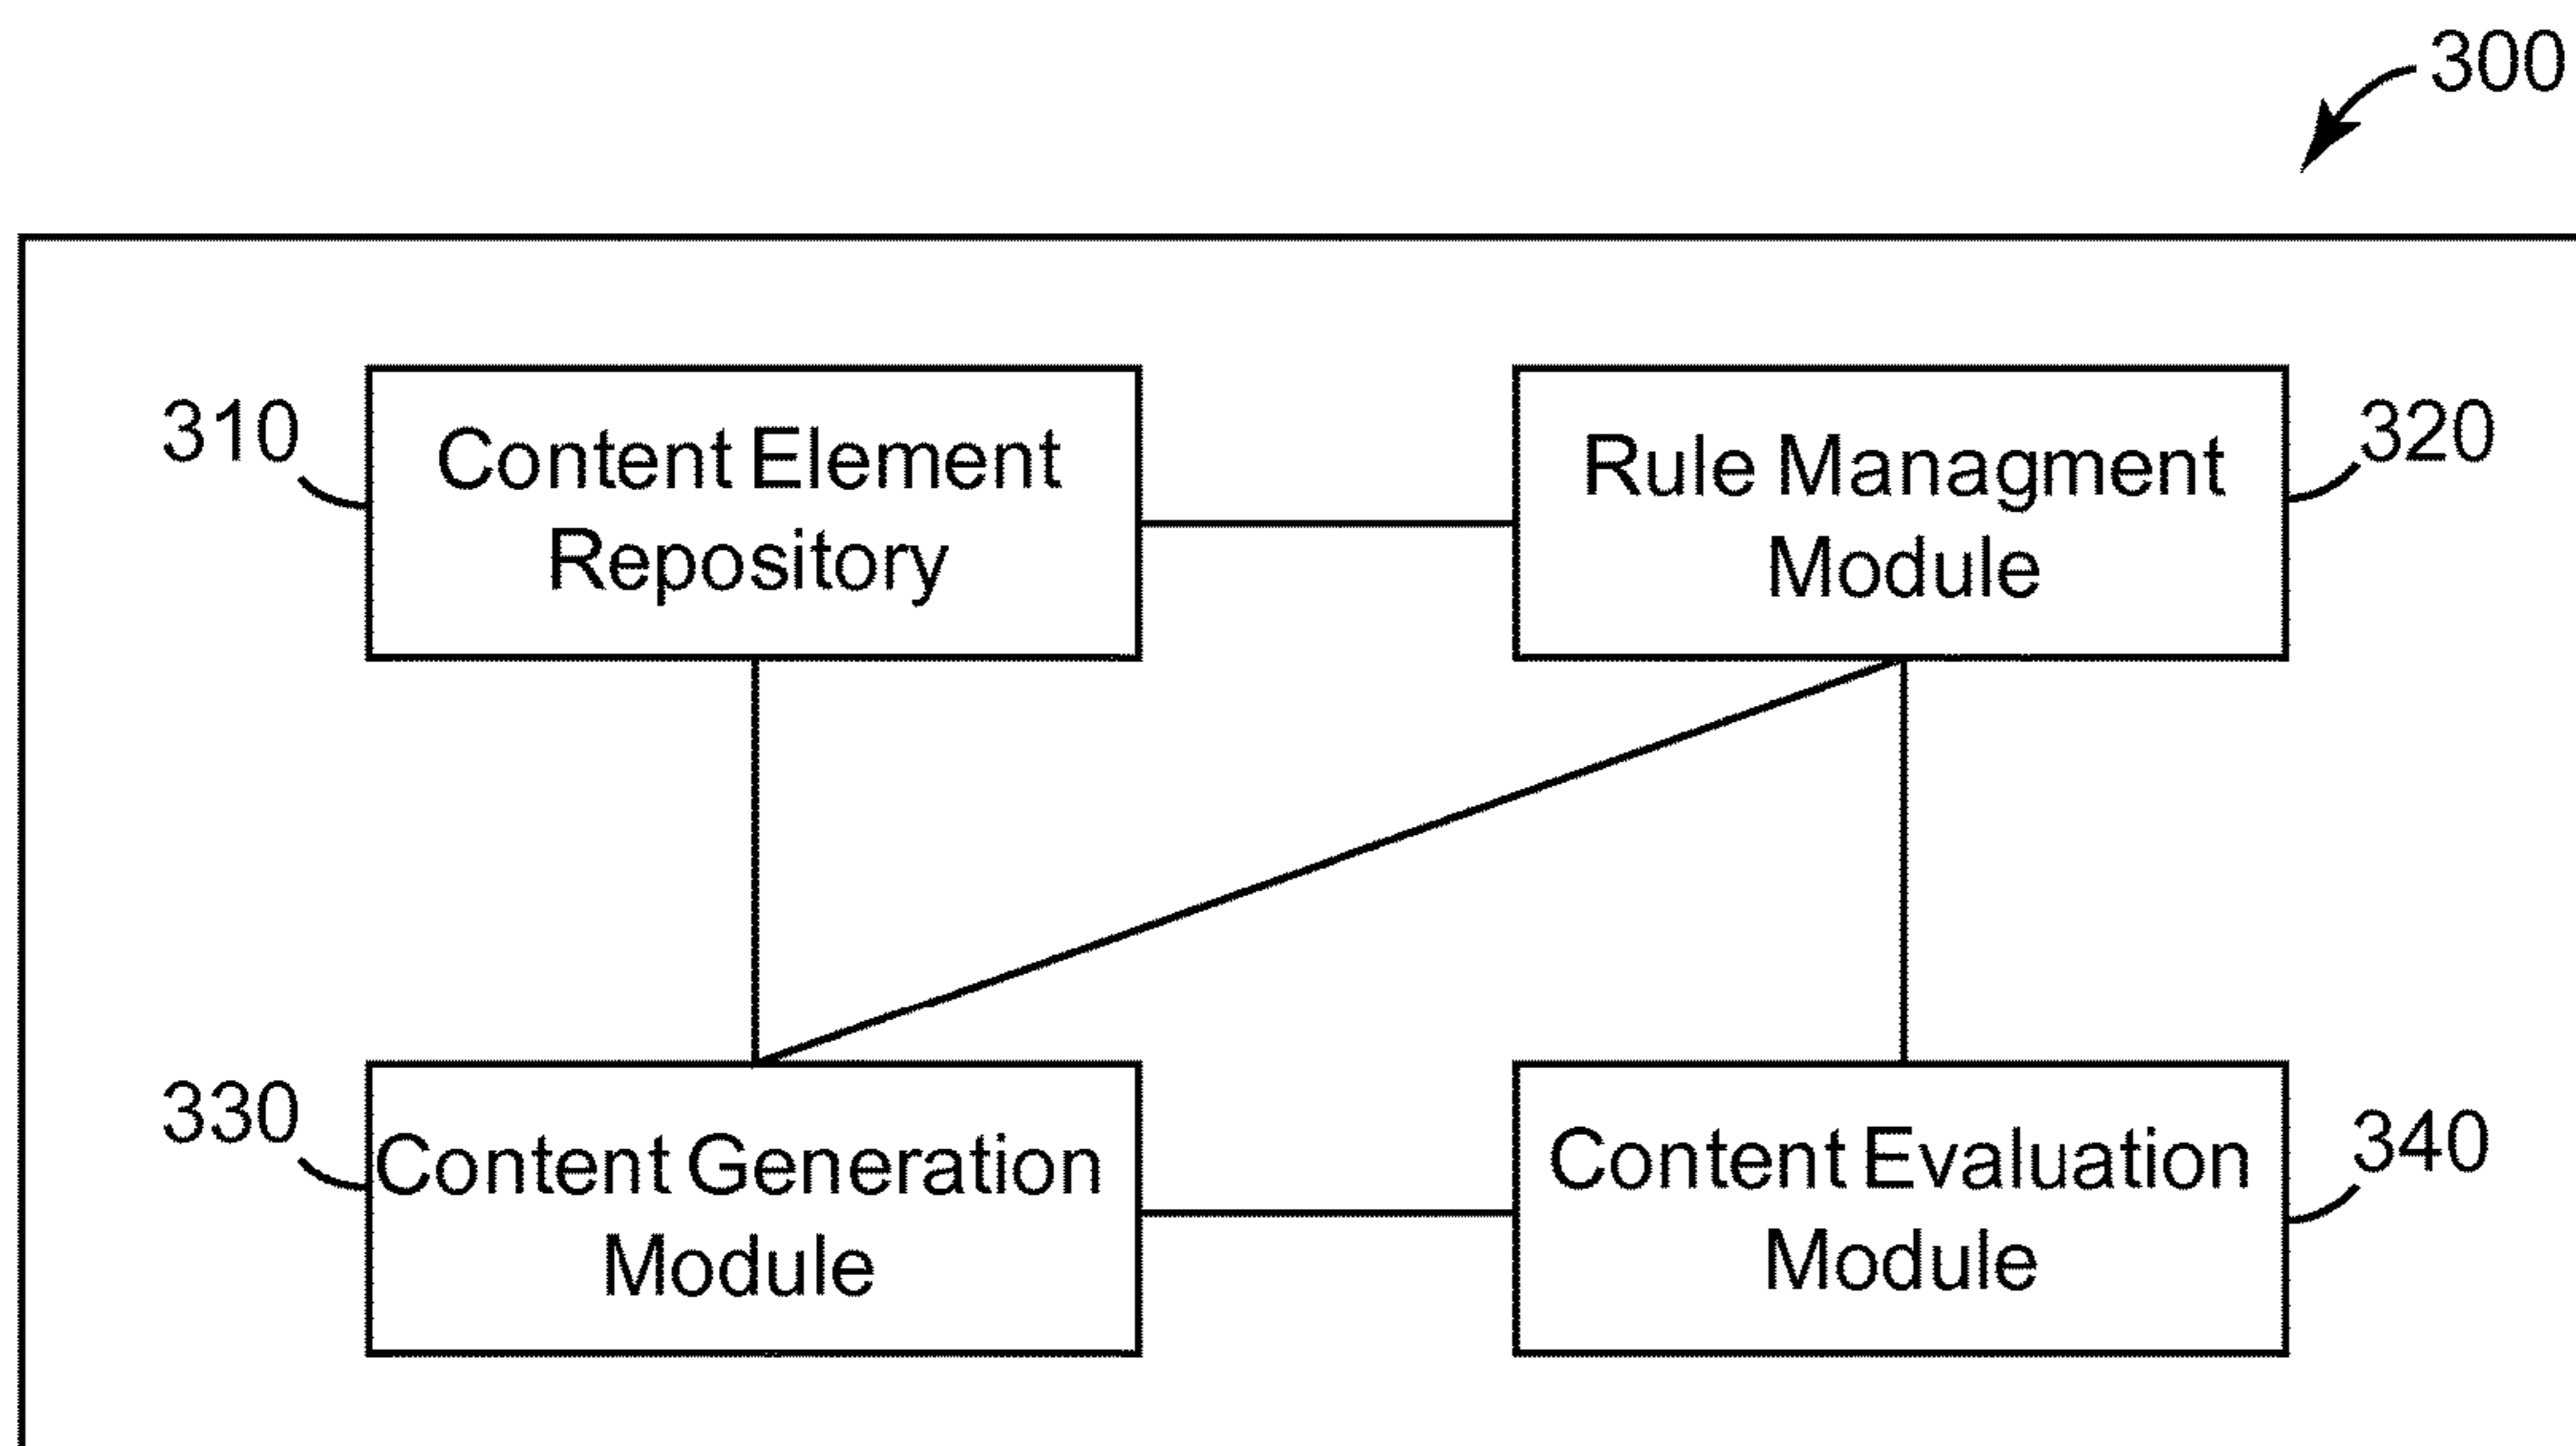 300
310
Content Element
Repository
Rule Managment
Module
320
330
Content Generation
Module
Content Evaluation
Module
340